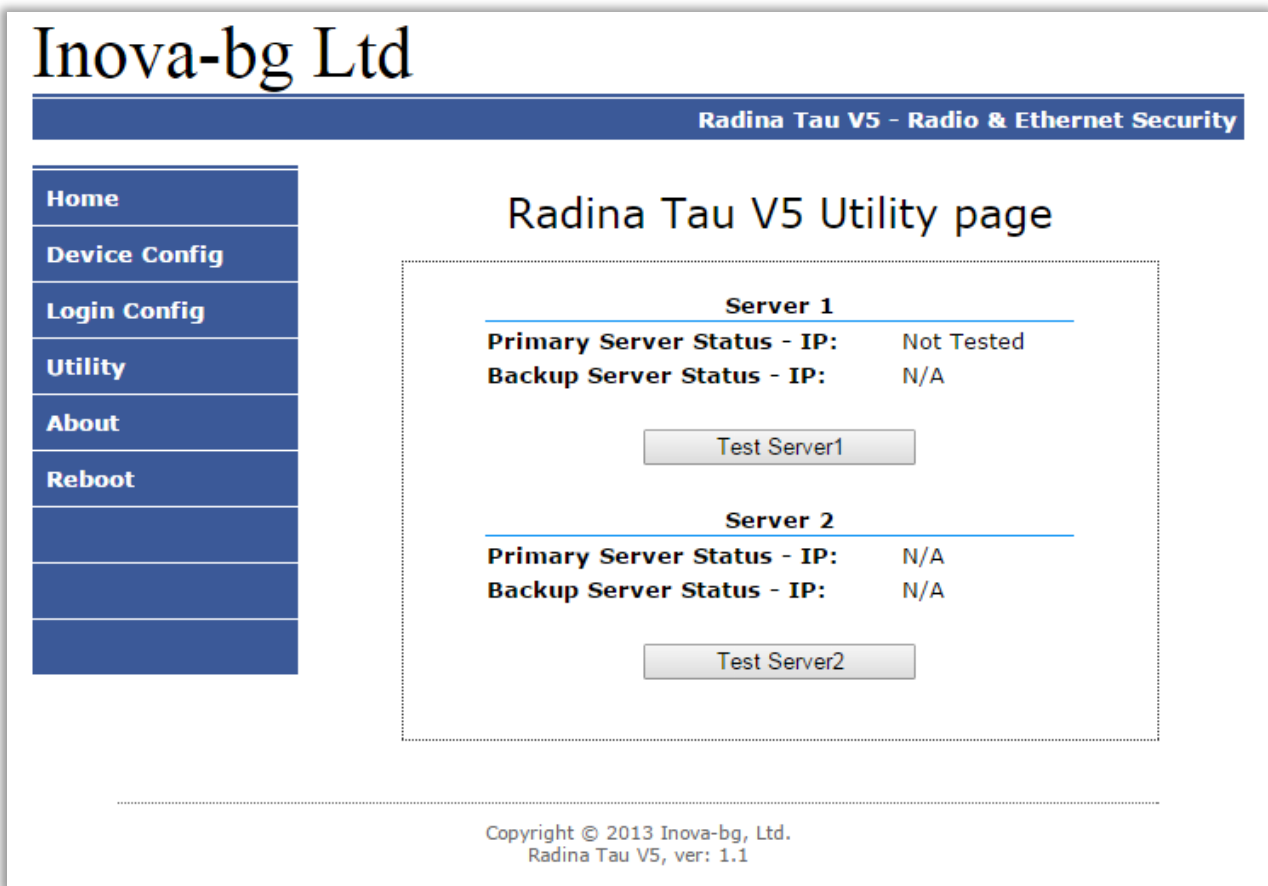 Inova-bg Ltd
Radina Tau V5 - Radio & Ethernet Security
Home
Device Config
Login Config
Utility
About
Reboot
Radina Tau V5 Utility page
Server 1
Primary Server Status - IP: Not Tested
Backup Server Status - IP: N/A
Test Server1
Server 2
Primary Server Status - IP: N/A
Backup Server Status - IP: N/A
Test Server2
Copyright © 2013 Inova-bg, Ltd.
Radina Tau V5, ver: 1.1